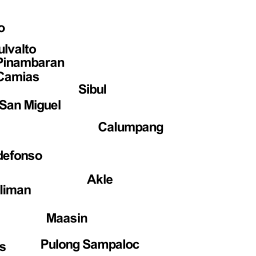 o
ulvalto
Pinambaran
Camias
Sibul
San Miguel
Calumpang
defonso
Akle
liman
Maasin
Pulong Sampaloc
s